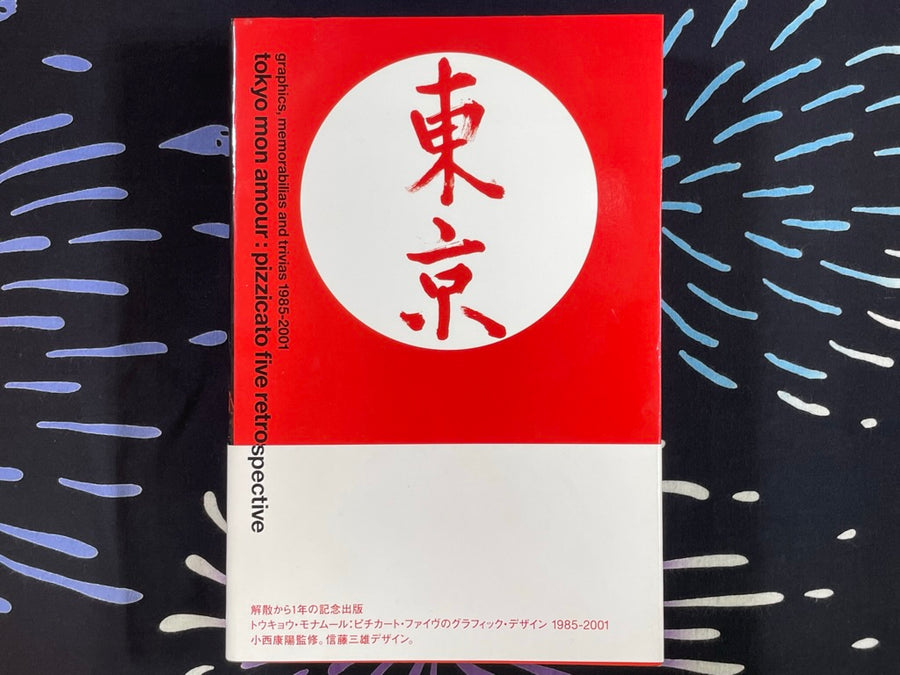 東京
graphics, memorabilias and trivias 1985-2001
tokyo mon amour : pizzicato five retrospective
解散から1年の記念出版
トウキョウ・モナムール：ピチカート・ファイヴのグラフィック・デザイン 1985-2001
小西康陽監修。信藤三雄デザイン。